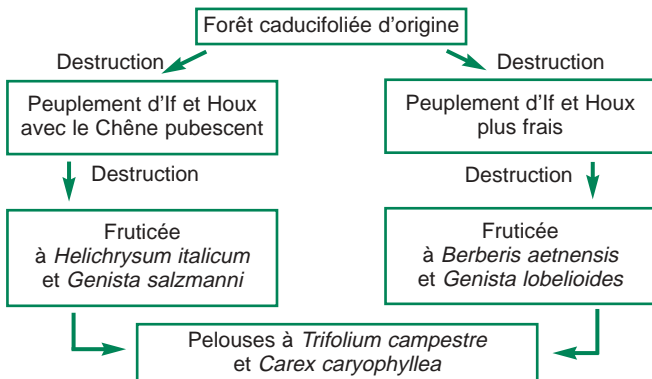 Forêt caducifoliée d'origine
Destruction
Destruction
Peuplement d'If et Houx
avec le Chêne pubescent
Peuplement d'If et Houx
plus frais
Destruction
Destruction
Fruticée
à Helichrysum italicum
et Genista salzmanni
Fruticée
à Berberis aetnensis
et Genista lobelioides
Pelouses à Trifolium campestre
et Carex caryophyllea